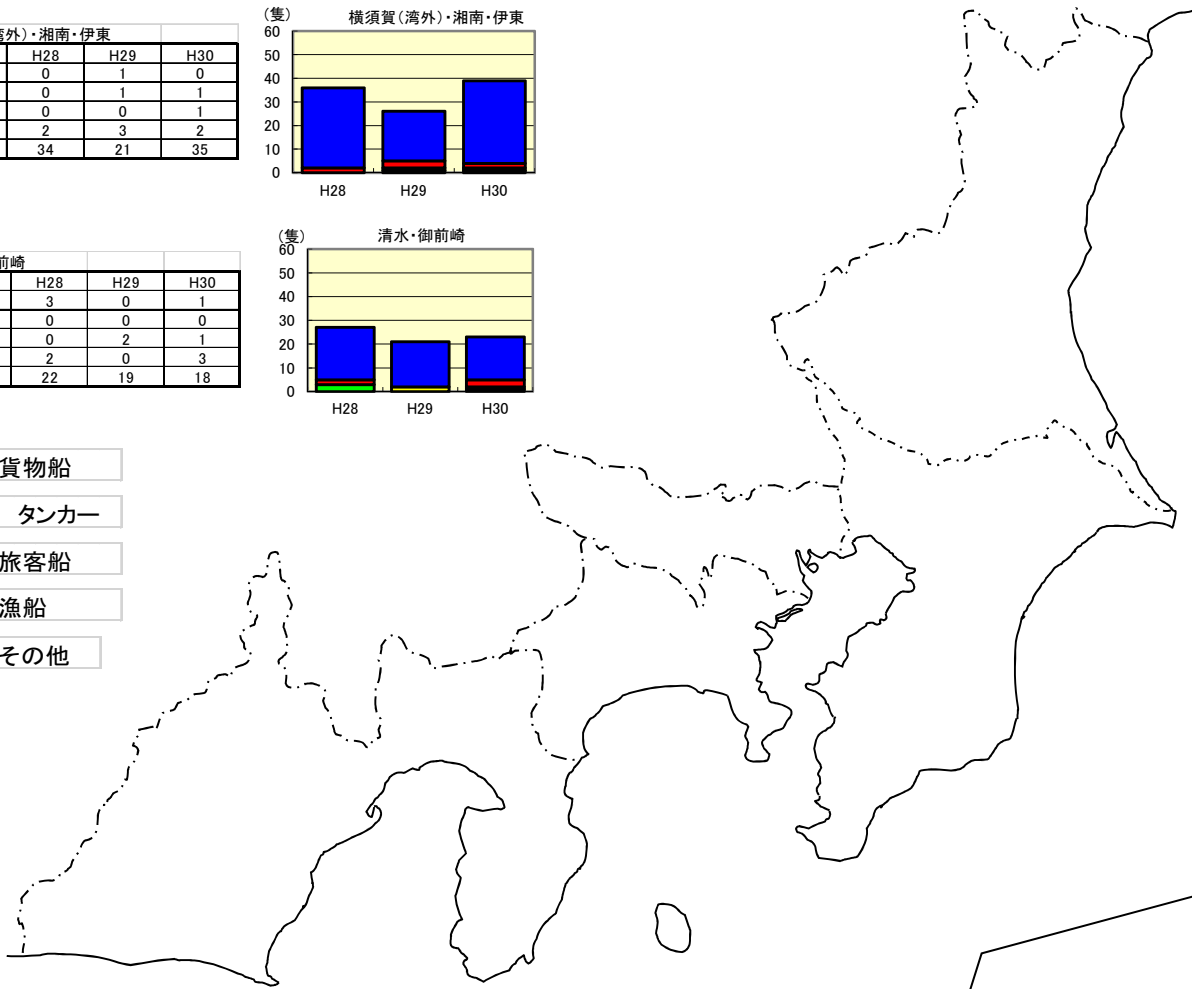 湾外)・湘南・伊東
H28 H29 H30
0 1 0
0 1 1
0 0 1
2 3 2
34 21 35
(隻) 横須賀(湾外)・湘南・伊東
60
50
40
30
20
10
0
H28 H29 H30
前崎
H28 H29 H30
3 0 1
0 0 0
0 2 1
2 0 3
22 19 18
(隻) 清水・御前崎
60
50
40
30
20
10
0
H28 H29 H30
貨物船
タンカー
旅客船
漁船
その他